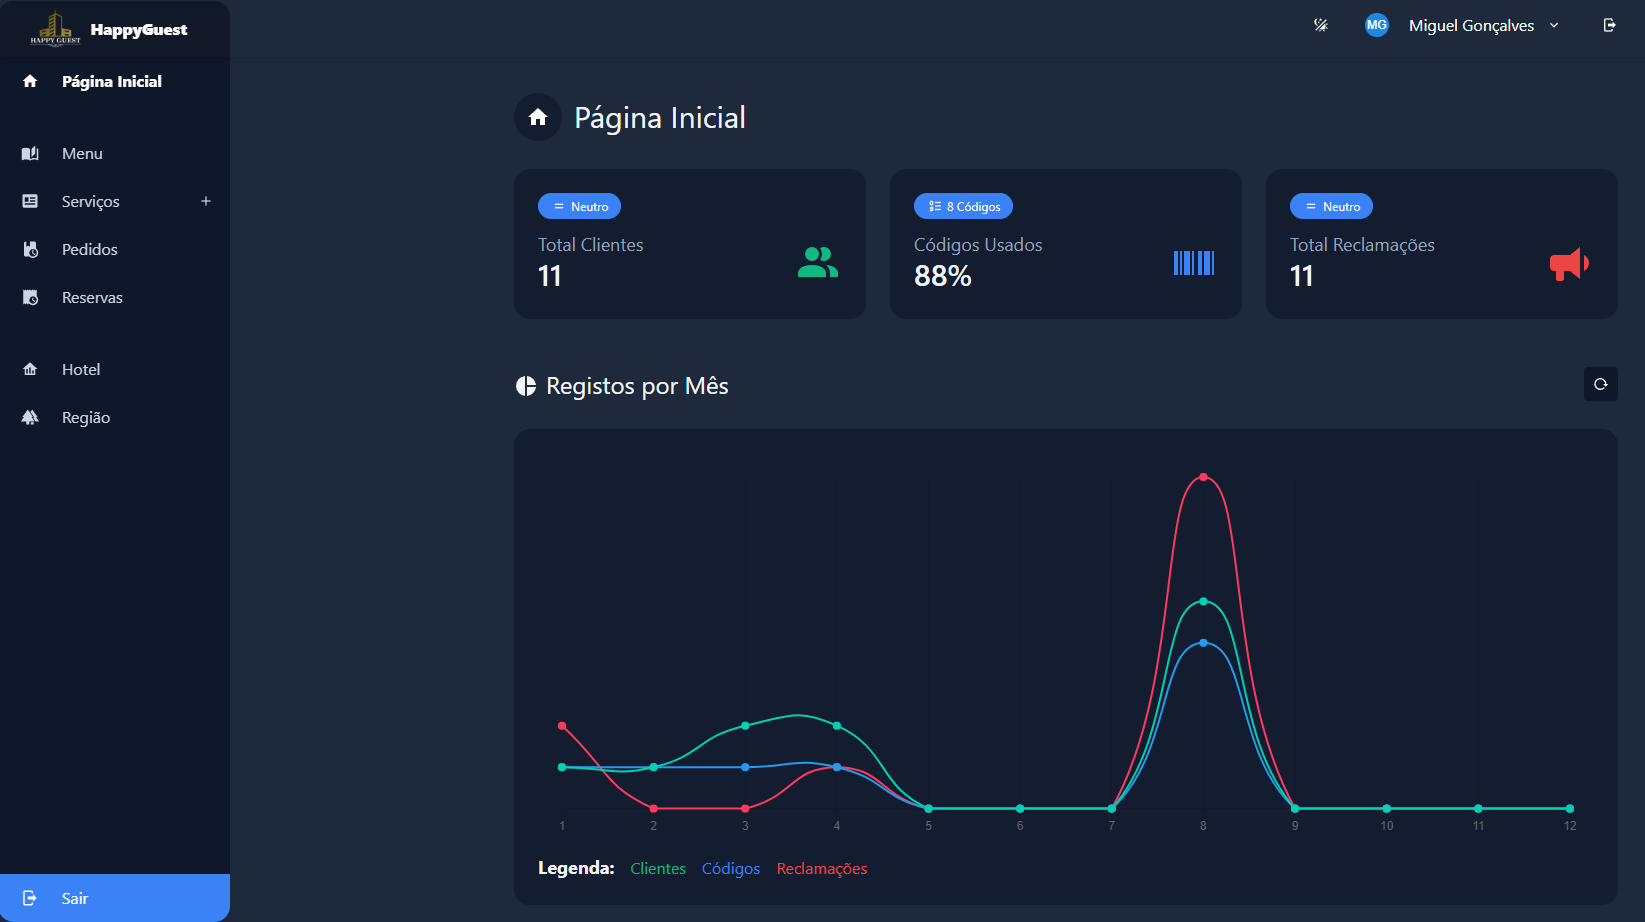 HAPPY GUEST
HappyGuest
MG Miguel Gonçalves
Página Inicial
Menu
Serviços +
Pedidos
Reservas
Hotel
Região
Sair
Página Inicial
= Neutro
Total Clientes
11
8 Códigos
Códigos Usados
88%
= Neutro
Total Reclamações
11
Registos por Mês
1 2 3 4 5 6 7 8 9 10 11 12
Legenda: Clientes Códigos Reclamações